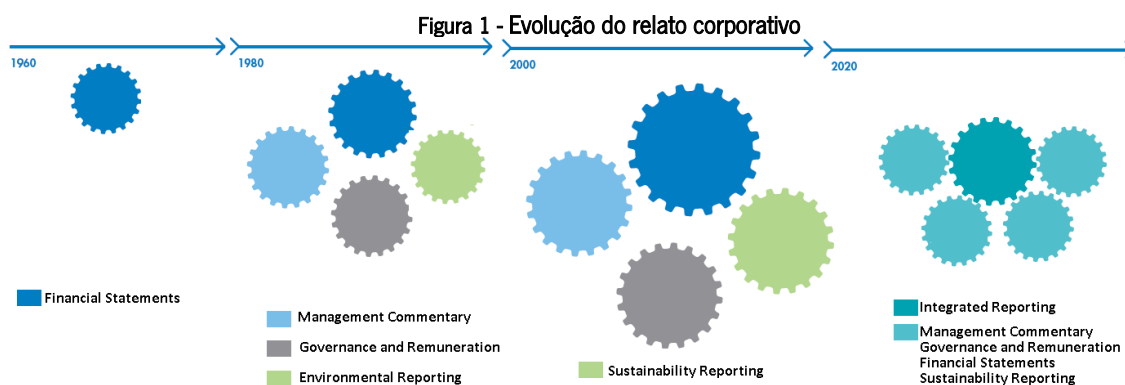 Figura 1 - Evolução do relato corporativo
1960
1980
2000
2020
Financial Statements
Management Commentary
Governance and Remuneration
Environmental Reporting
Sustainability Reporting
Integrated Reporting
Management Commentary
Governance and Remuneration
Financial Statements
Sustainability Reporting